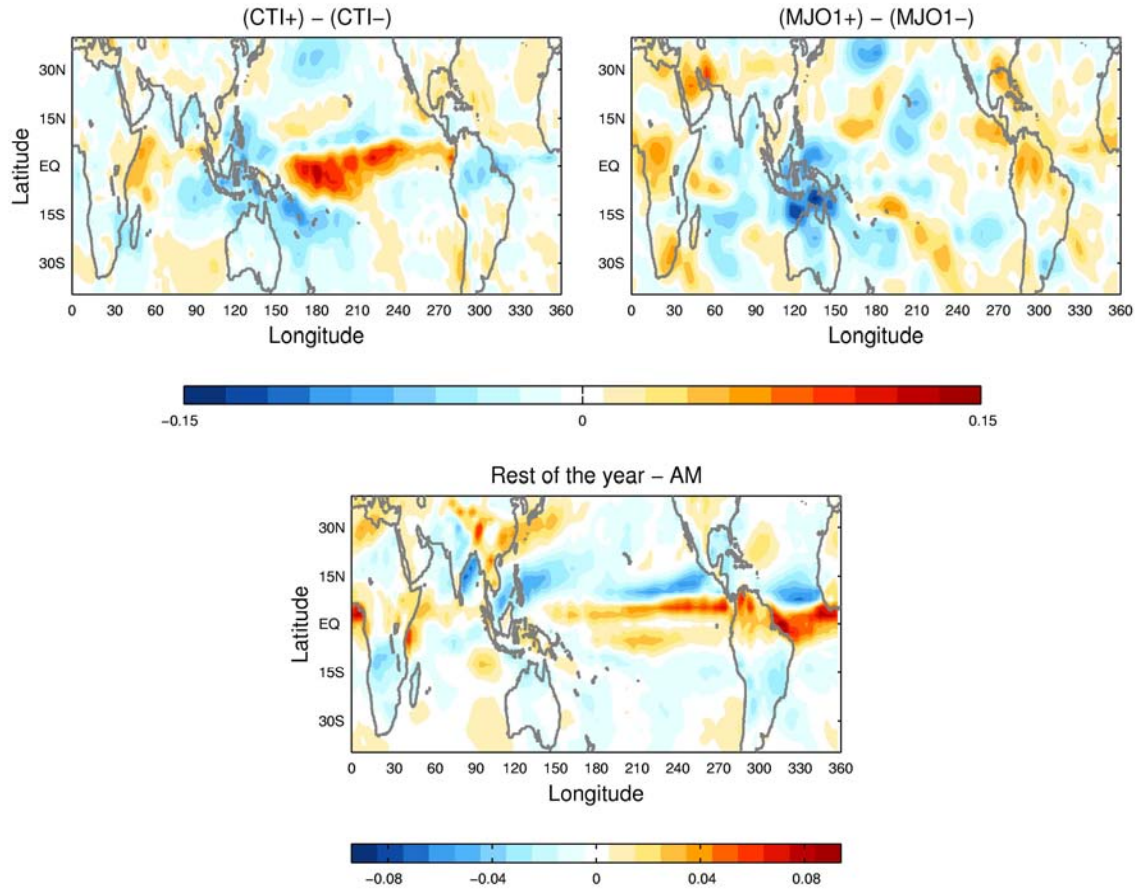 (CTI+) − (CTI−)
(MJO1+) − (MJO1−)
Latitude
30N
15N
EQ
15S
30S
0 30 60 90 120 150 180 210 240 270 300 330 360
Longitude
30N
15N
EQ
15S
30S
0 30 60 90 120 150 180 210 240 270 300 330 360
Longitude
−0.15 0 0.15
Rest of the year − AM
Latitude
30N
15N
EQ
15S
30S
0 30 60 90 120 150 180 210 240 270 300 330 360
Longitude
−0.08 −0.04 0 0.04 0.08